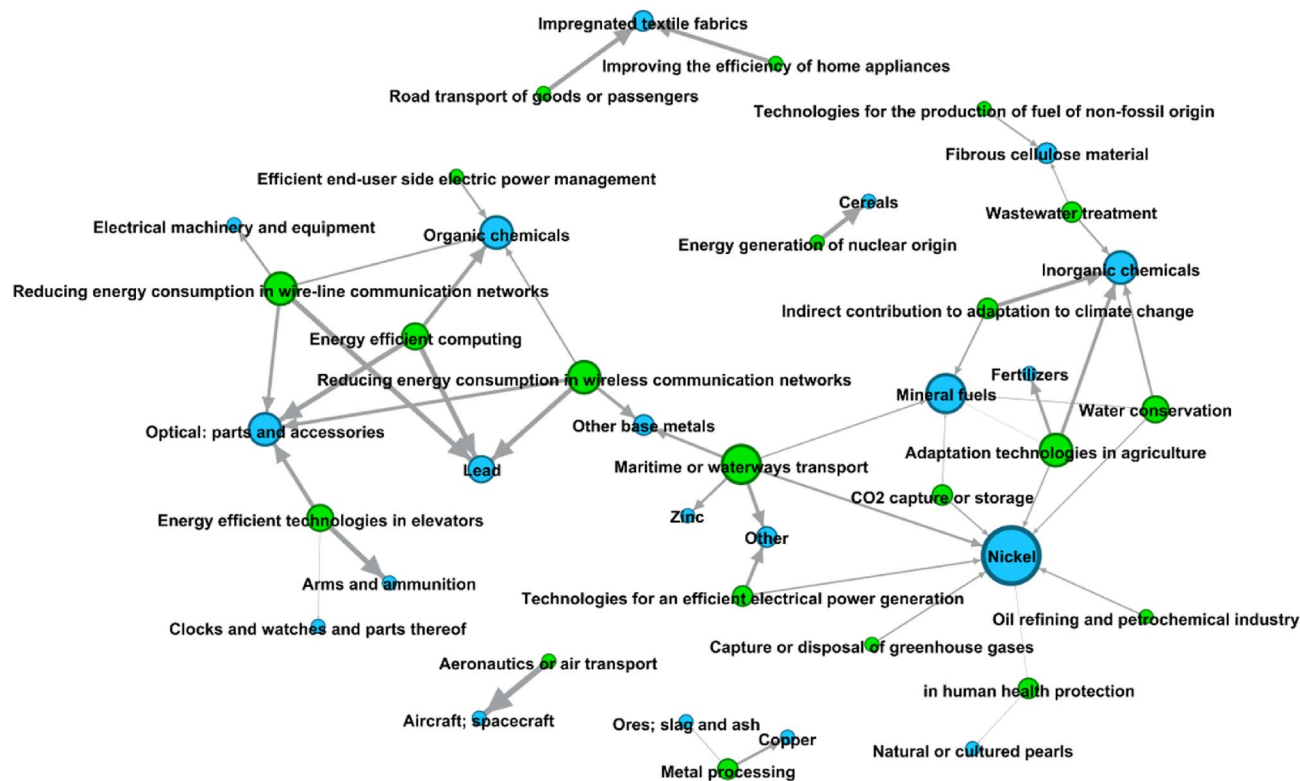 Impregnated textile fabrics
Improving the efficiency of home appliances
Road transport of goods or passengers
Technologies for the production of fuel of non-fossil origin
Fibrous cellulose material
Efficient end-user side electric power management
Cereals
Wastewater treatment
Electrical machinery and equipment
Organic chemicals
Energy generation of nuclear origin
Inorganic chemicals
Reducing energy consumption in wire-line communication networks
Indirect contribution to adaptation to climate change
Energy efficient computing
Fertilizers
Reducing energy consumption in wireless communication networks
Mineral fuels
Water conservation
Optical: parts and accessories
Other base metals
Adaptation technologies in agriculture
Lead
Maritime or waterways transport
CO2 capture or storage
Zinc
Energy efficient technologies in elevators
Other
Nickel
Arms and ammunition
Technologies for an efficient electrical power generation
Oil refining and petrochemical industry
Clocks and watches and parts thereof
Capture or disposal of greenhouse gases
Aeronautics or air transport
in human health protection
Aircraft; spacecraft
Ores; slag and ash
Copper
Natural or cultured pearls
Metal processing